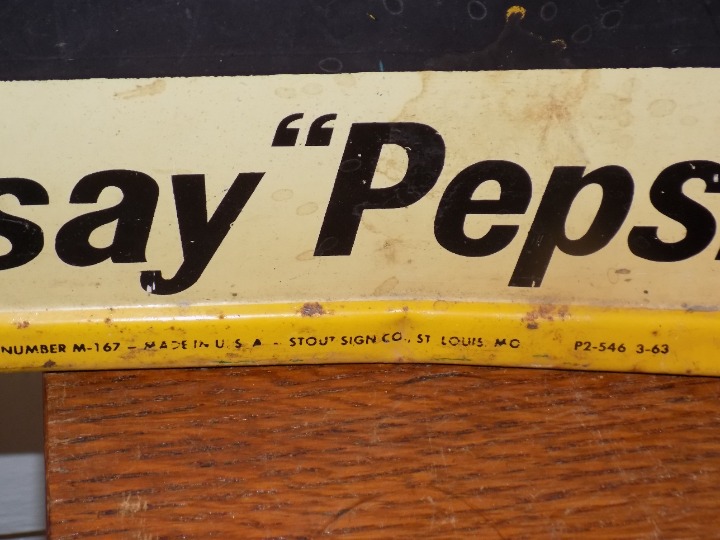 say “Peps
NUMBER M-167 - MADE IN U.S.A. - STOUT SIGN CO., ST. LOUIS, MO P2-546 3-63